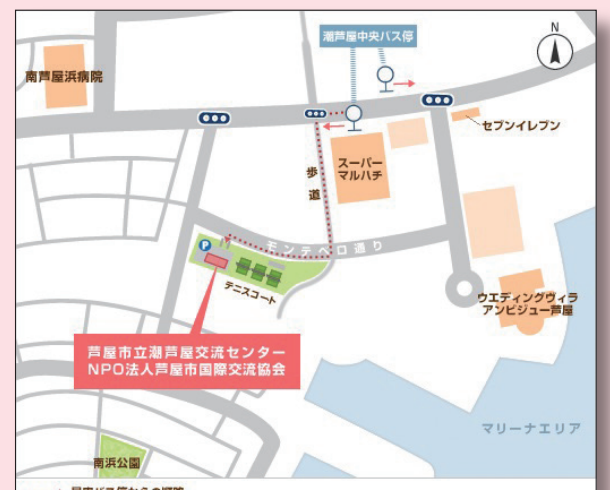 潮芦屋中央バス停
N
南芦屋浜病院
セブンイレブン
スーパー
マルハチ
歩道
モンテベロ通り
P
テニスコート
ウエディングヴィラ
アンビジュー芦屋
芦屋市立潮芦屋交流センター
NPO法人芦屋市国際交流協会
マリーナエリア
南浜公園